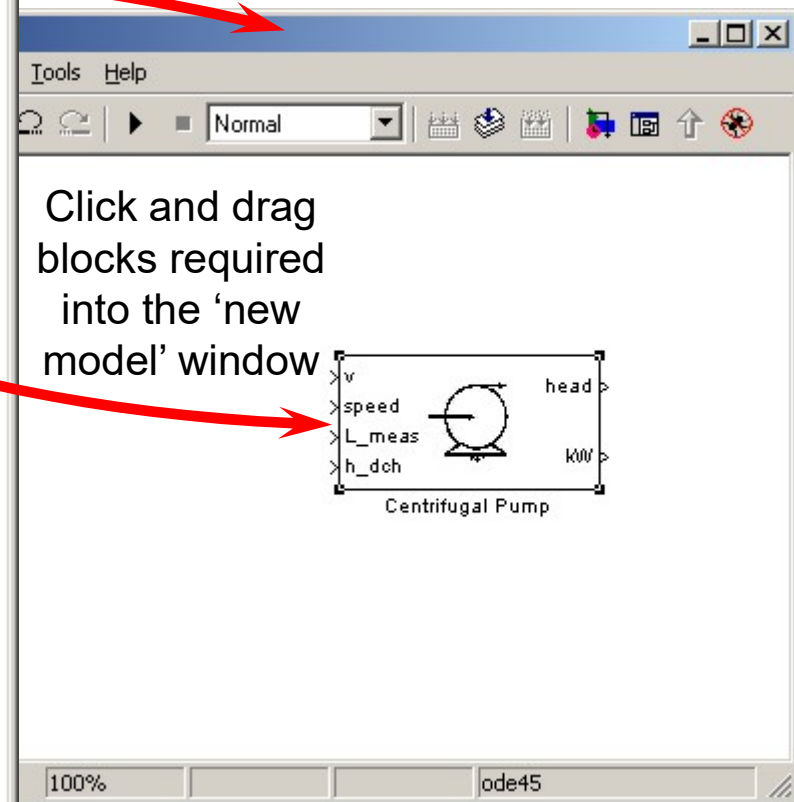 Tools Help
Normal
Click and drag
blocks required
into the ‘new
model’ window
v
head
speed
L_meas
kW
h_dch
Centrifugal Pump
100%
ode45